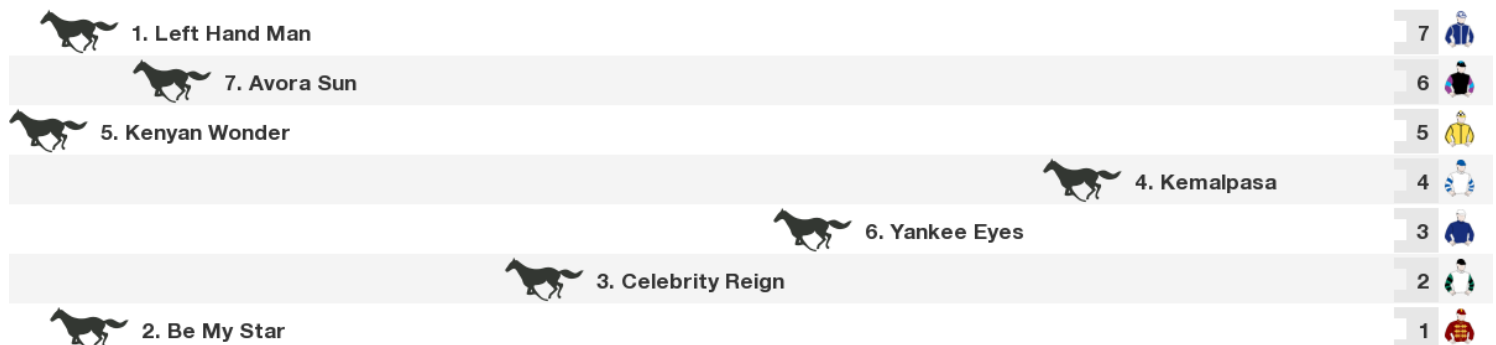 1. Left Hand Man 7
7. Avora Sun 6
5. Kenyan Wonder 5
4. Kemalpasa 4
6. Yankee Eyes 3
3. Celebrity Reign 2
2. Be My Star 1